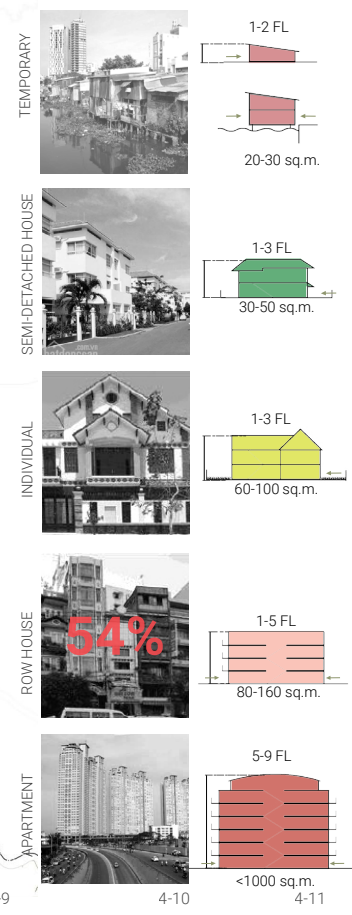 TEMPORARY
1-2 FL
20-30 sq.m.
SEMI-DETACHED HOUSE
1-3 FL
30-50 sq.m.
INDIVIDUAL
1-3 FL
60-100 sq.m.
ROW HOUSE
54%
1-5 FL
80-160 sq.m.
APARTMENT
5-9 FL
<1000 sq.m.
-9
4-10
4-11